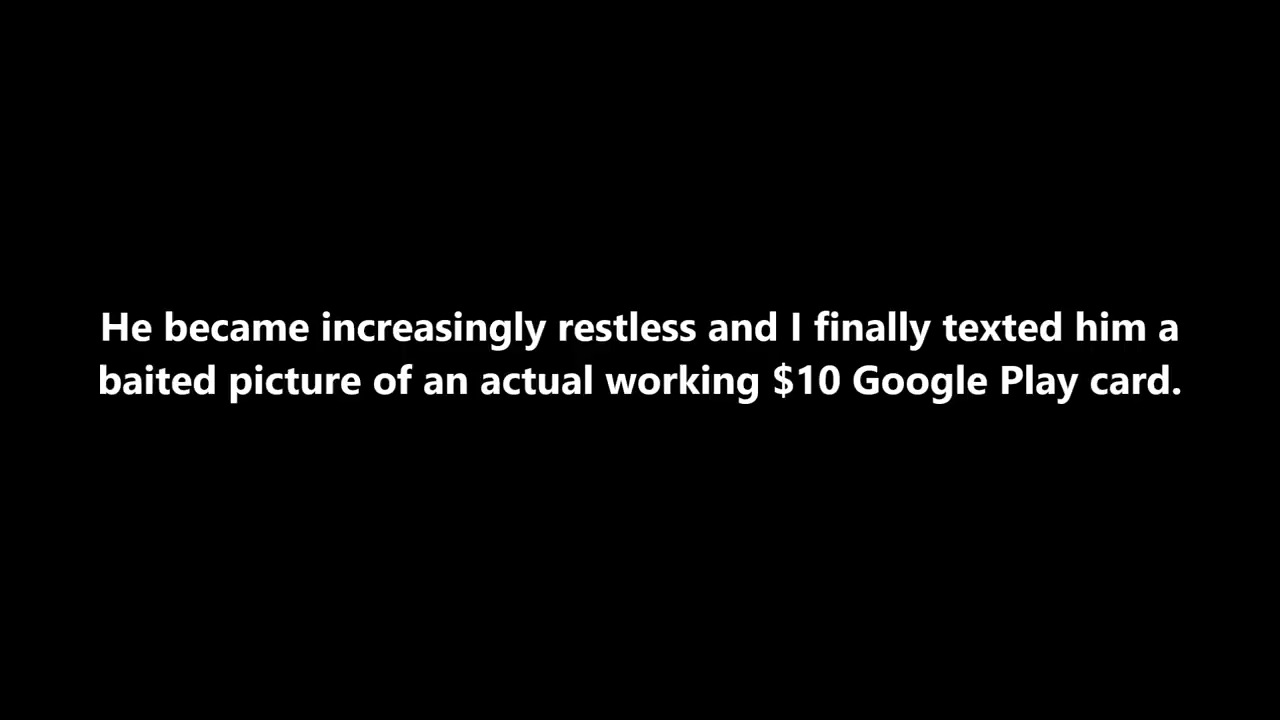 He became increasingly restless and I finally texted him a
baited picture of an actual working $10 Google Play card.